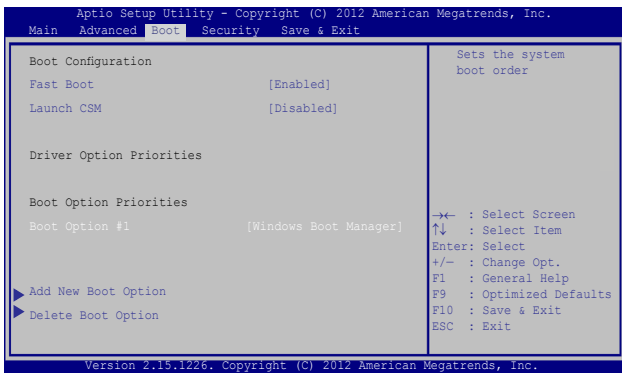 Aptio Setup Utility - Copyright (C) 2012 American Megatrends, Inc.
Main Advanced Boot Security Save & Exit
Boot Configuration
Fast Boot [Enabled]
Launch CSM [Disabled]
Driver Option Priorities
Boot Option Priorities
Boot Option #1 [Windows Boot Manager]
Add New Boot Option
Delete Boot Option
Sets the system
boot order
→← : Select Screen
↑↓ : Select Item
Enter: Select
+/— : Change Opt.
F1 : General Help
F9 : Optimized Defaults
F10 : Save & Exit
ESC : Exit
Version 2.15.1226. Copyright (C) 2012 American Megatrends, Inc.